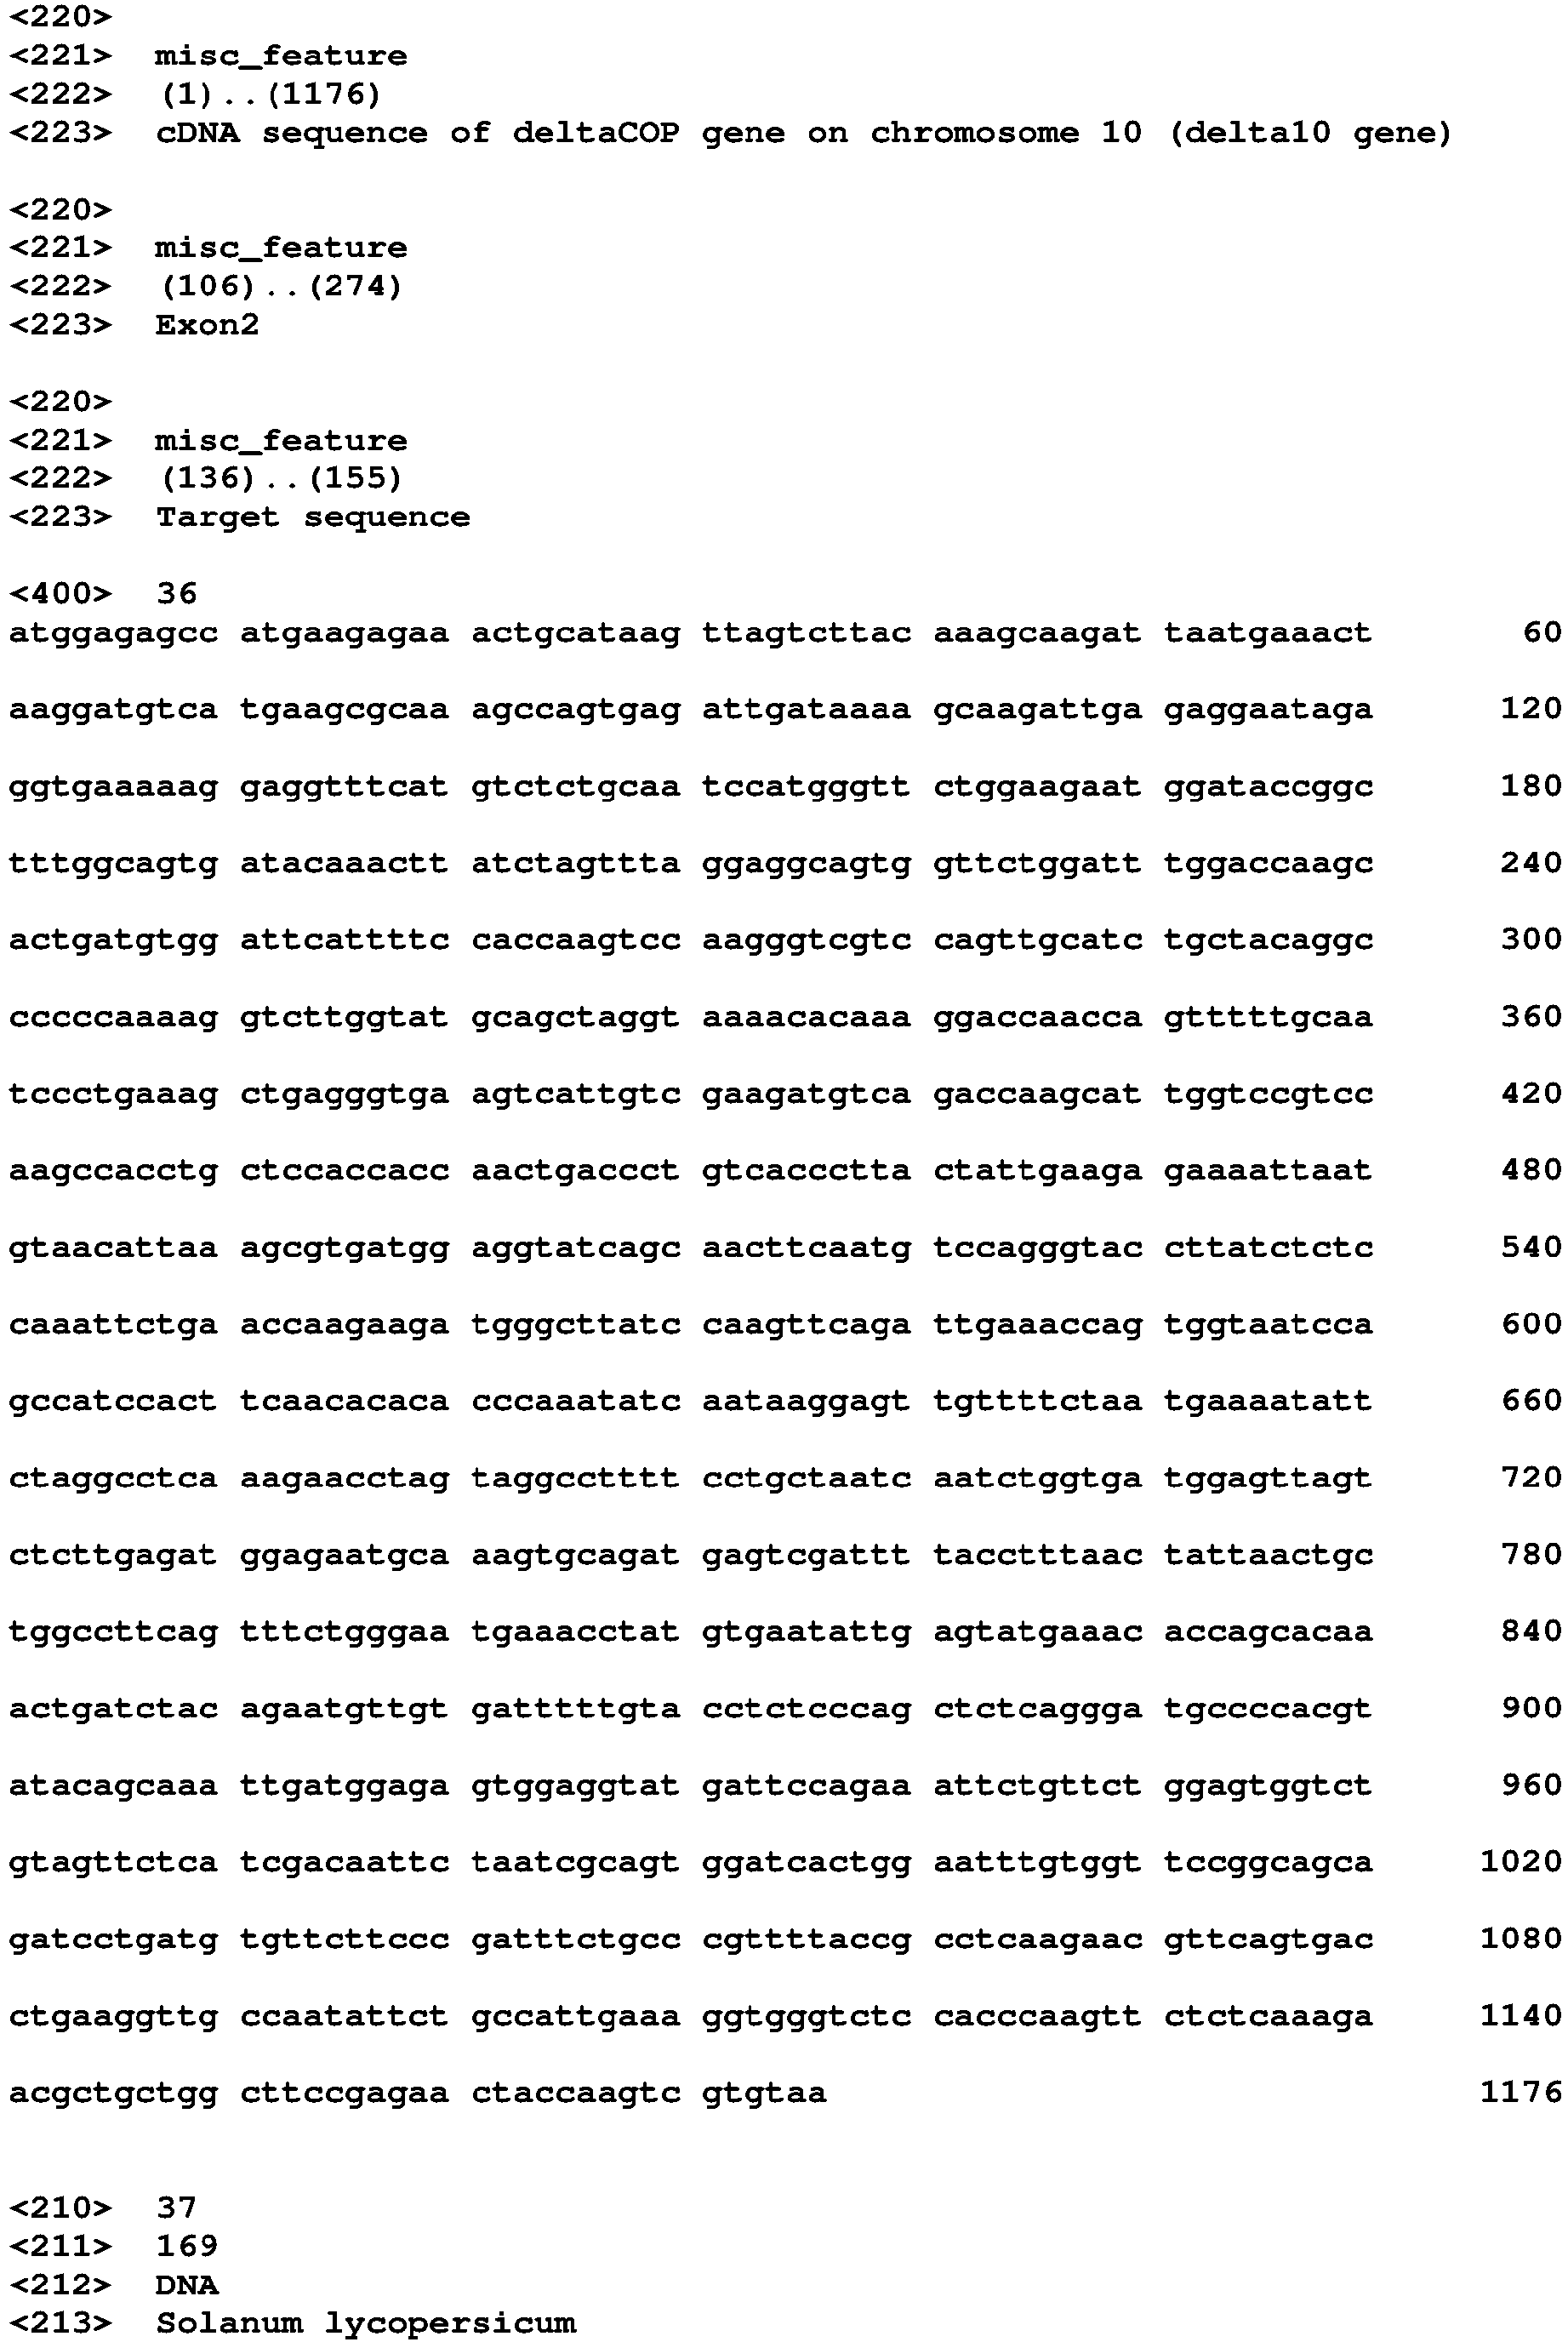 <220>
<221> misc_feature
<222> (1)..(1176)
<223> cDNA sequence of deltaCOP gene on chromosome 10 (delta10 gene)
<220>
<221> misc_feature
<222> (106)..(274)
<223> Exon2
<220>
<221> misc_feature
<222> (136)..(155)
<223> Target sequence
<400> 36
atggagagcc atgaagagaa actgcataag ttagtcttac aaagcaagat taatgaaact 60
aaggatgtca tgaagcgcaa agccagtgag attgataaaa gcaagattga gaggaataga 120
ggtgaaaaag gaggtttcat gtctctgcaa tccatgggtt ctggaagaat ggataccggc 180
tttggcagtg atacaaactt atctagttta ggaggcagtg gttctggatt tggaccaagc 240
actgatgtgg attcattttc caccaagtcc aagggtcgtc cagttgcatc tgctacaggc 300
cccccaaaag gtcttggtat gcagctaggt aaaacacaaa ggaccaacca gtttttgcaa 360
tccctgaaag ctgagggtga agtcattgtc gaagatgtca gaccaagcat tggtccgtcc 420
aagccacctg ctccaccacc aactgaccct gtcaccctta ctattgaaga gaaaattaat 480
gtaacattaa agcgtgatgg aggtatcagc aacttcaatg tccagggtac cttatctctc 540
caaattctga accaagaaga tgggcttatc caagttcaga ttgaaaccag tggtaatcca 600
gccatccact tcaacacaca cccaaatatc aataaggagt tgttttctaa tgaaaatatt 660
ctaggcctca aagaacctag taggcctttt cctgctaatc aatctggtga tggagttagt 720
ctcttgagat ggagaatgca aagtgcagat gagtcgattt tacctttaac tattaactgc 780
tggccttcag tttctgggaa tgaaacctat gtgaatattg agtatgaaac accagcacaa 840
actgatctac agaatgttgt gatttttgta cctctcccag ctctcaggga tgccccacgt 900
atacagcaaa ttgatggaga gtggaggtat gattccagaa attctgttct ggagtggtct 960
gtagttctca tcgacaattc taatcgcagt ggatcactgg aatttgtggt tccggcagca 1020
gatcctgatg tgttcttccc gatttctgcc cgttttaccg cctcaagaac gttcagtgac 1080
ctgaaggttg ccaatattct gccattgaaa ggtgggtctc cacccaagtt ctctcaaaga 1140
acgctgctgg cttccgagaa ctaccaagtc gtgtaa 1176
<210> 37
<211> 169
<212> DNA
<213> Solanum lycopersicum